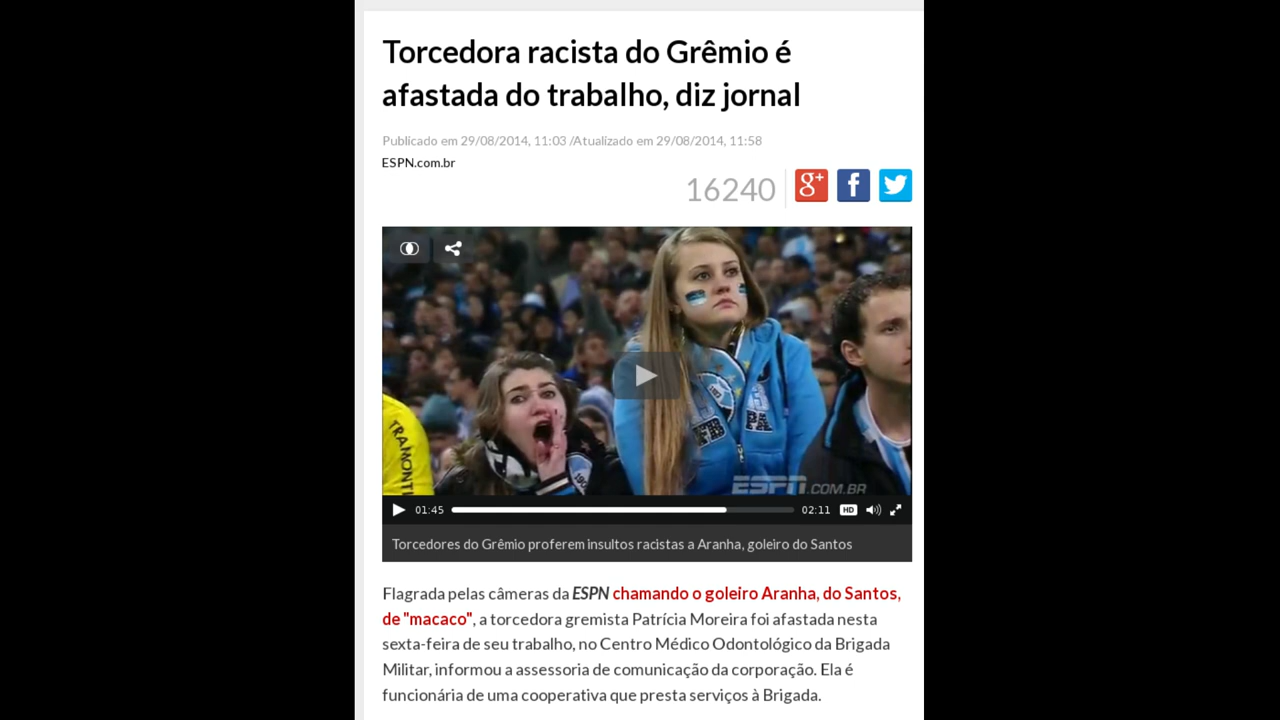 Torcedora racista do Grêmio é
afastada do trabalho, diz jornal
Publicado em 29/08/2014, 11:03 /Atualizado em 29/08/2014, 11:58
ESPN.com.br
16240
g+ f
TRAMONTI
FB PA
ESPN.COM.BR
01:45 02:11 HD
Torcedores do Grêmio proferem insultos racistas a Aranha, goleiro do Santos
Flagrada pelas câmeras da ESPN chamando o goleiro Aranha, do Santos,
de "macaco", a torcedora gremista Patrícia Moreira foi afastada nesta
sexta-feira de seu trabalho, no Centro Médico Odontológico da Brigada
Militar, informou a assessoria de comunicação da corporação. Ela é
funcionária de uma cooperativa que presta serviços à Brigada.